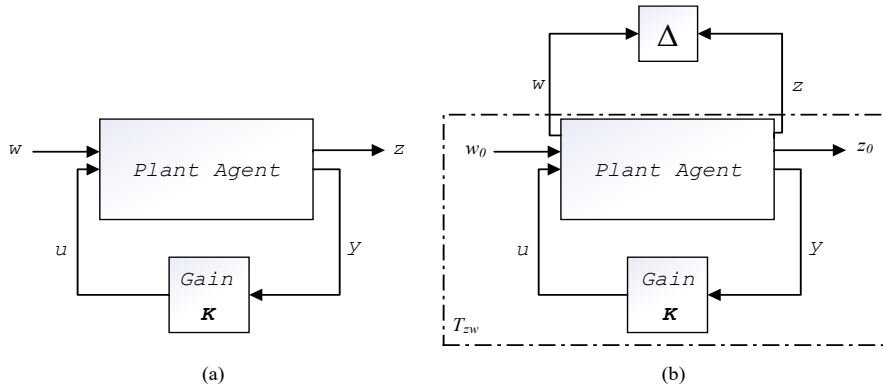 w
Plant Agent
z
u
y
Gain
K
(a)
Δ
w
z
w0
Plant Agent
z0
u
y
Gain
K
Tzw
(b)